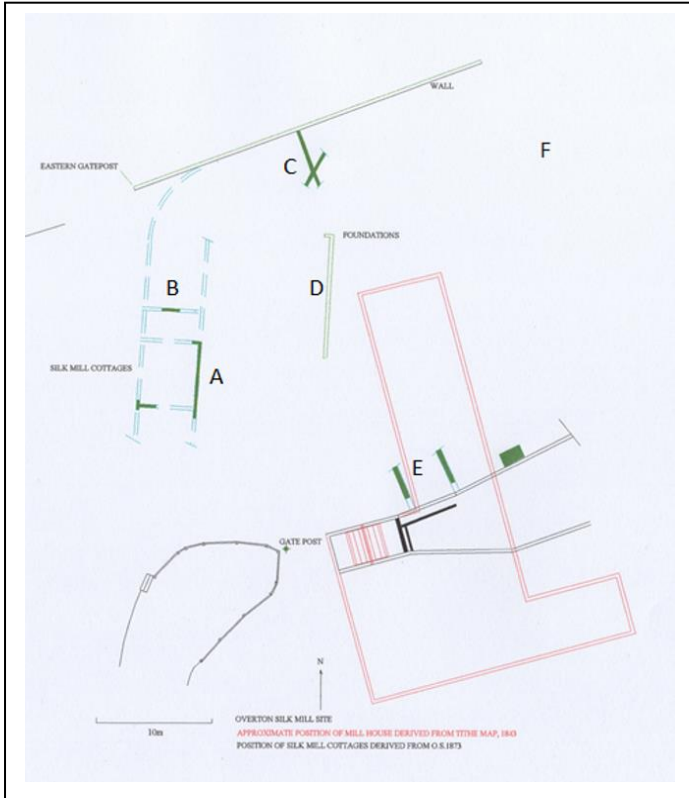 WALL
F
C
EASTERN GATEPOST
FOUNDATIONS
B
D
SILK MILL COTTAGES
A
E
GATE POST
N
10m
OVERTON SILK MILL SITE
APPROXIMATE POSITION OF MILL HOUSE DERIVED FROM TITHE MAP, 1843
POSITION OF SILK MILL COTTAGES DERIVED FROM O.S.1873